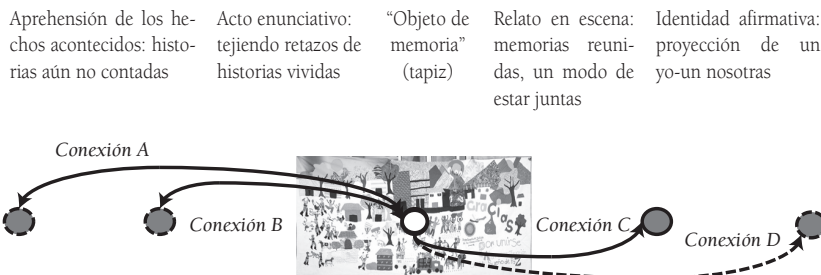 Aprehensión de los he-
chos acontecidos: histo-
rias aún no contadas
Acto enunciativo:
tejiendo retazos de
historias vividas
“Objeto de
memoria”
(tapiz)
Relato en escena:
memorias reuni-
das, un modo de
estar juntas
Identidad afirmativa:
proyección de un
yo-un nosotras
Conexión A
Conexión B
Conexión C
Conexión D
Gracias
unirse